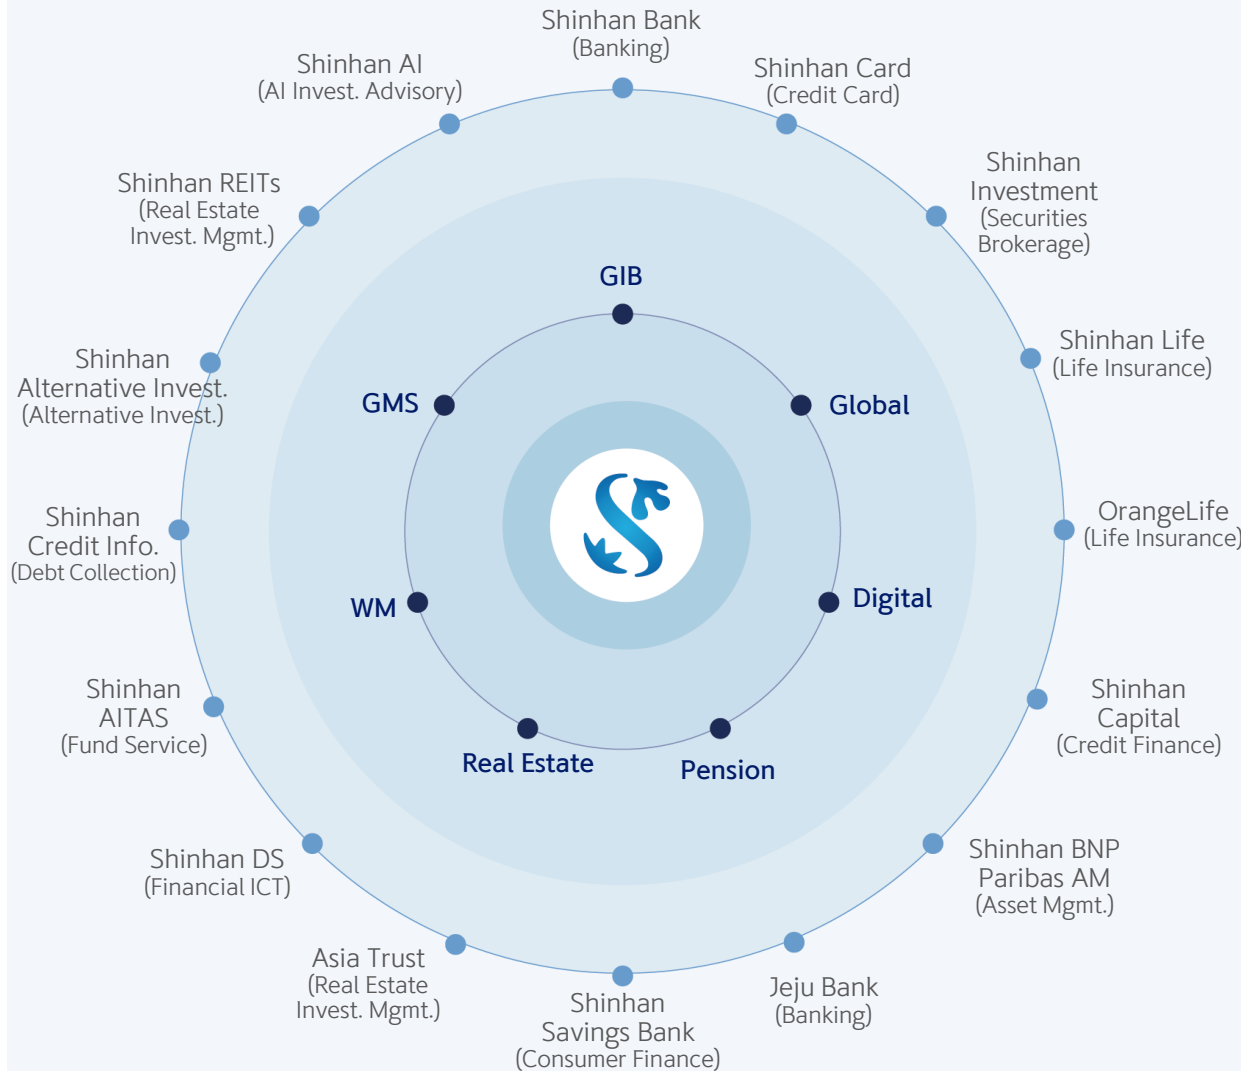 Shinhan Bank
(Banking)
Shinhan Card
(Credit Card)
Shinhan
Investment
(Securities
Brokerage)
Shinhan Life
(Life Insurance)
OrangeLife
(Life Insurance)
Shinhan
Capital
(Credit Finance)
Shinhan BNP
Paribas AM
(Asset Mgmt.)
Jeju Bank
(Banking)
Shinhan
Savings Bank
(Consumer Finance)
Asia Trust
(Real Estate
Invest. Mgmt.)
Shinhan DS
(Financial ICT)
Shinhan
AITAS
(Fund Service)
Shinhan
Credit Info.
(Debt Collection)
Shinhan
Alternative Invest.
(Alternative Invest.)
Shinhan REITs
(Real Estate
Invest. Mgmt.)
Shinhan AI
(AI Invest. Advisory)
GIB
Global
Digital
Pension
Real Estate
WM
GMS